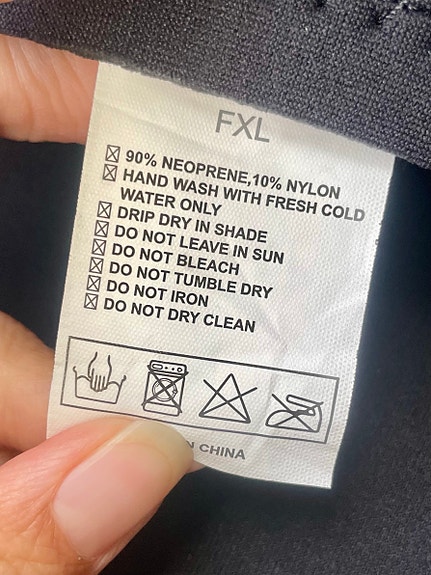 FXL
☒ 90% NEOPRENE,10% NYLON
☒ HAND WASH WITH FRESH COLD
WATER ONLY
☒ DRIP DRY IN SHADE
☒ DO NOT LEAVE IN SUN
☒ DO NOT BLEACH
☒ DO NOT TUMBLE DRY
☒ DO NOT IRON
☒ DO NOT DRY CLEAN
CHINA